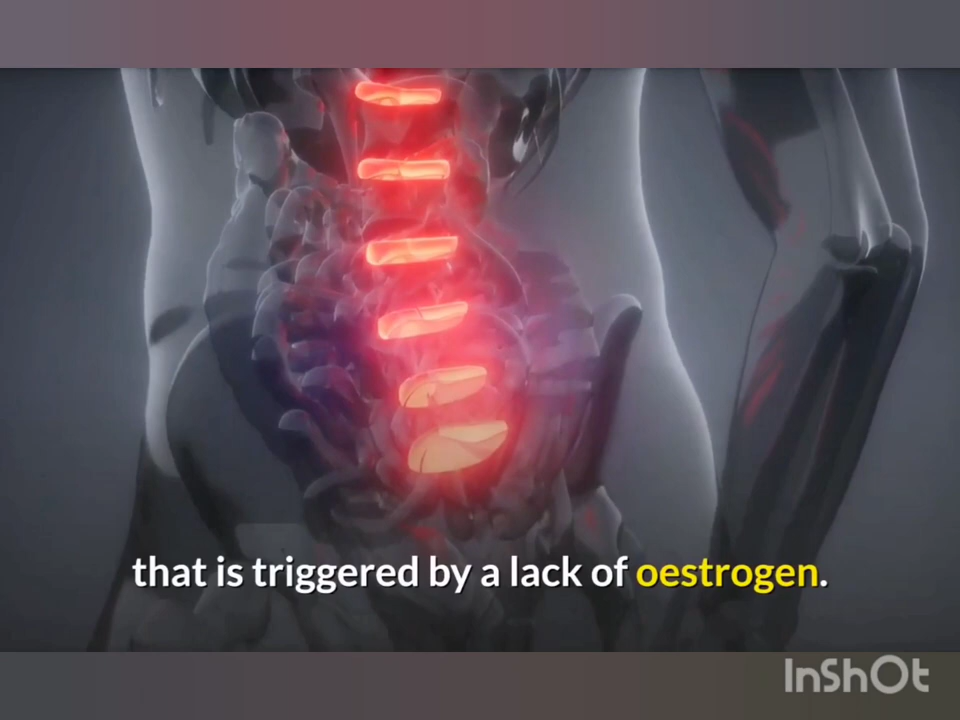 that is triggered by a lack of oestrogen.
InShOt